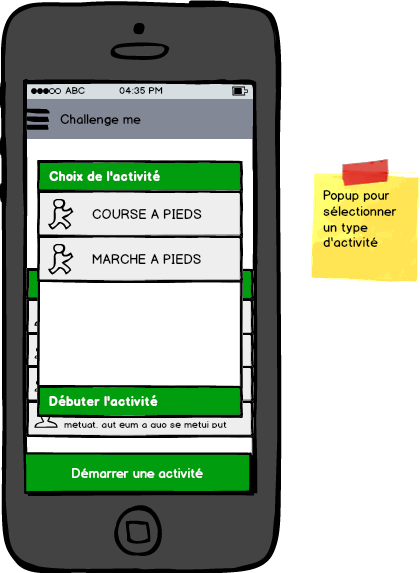 ABC 04:35 PM
Challenge me
Choix de l'activité
COURSE A PIEDS
MARCHE A PIEDS
Débuter l'activité
metuat, aut eum a quo se metui put
Démarrer une activité
Popup pour
sélectionner
un type
d'activité